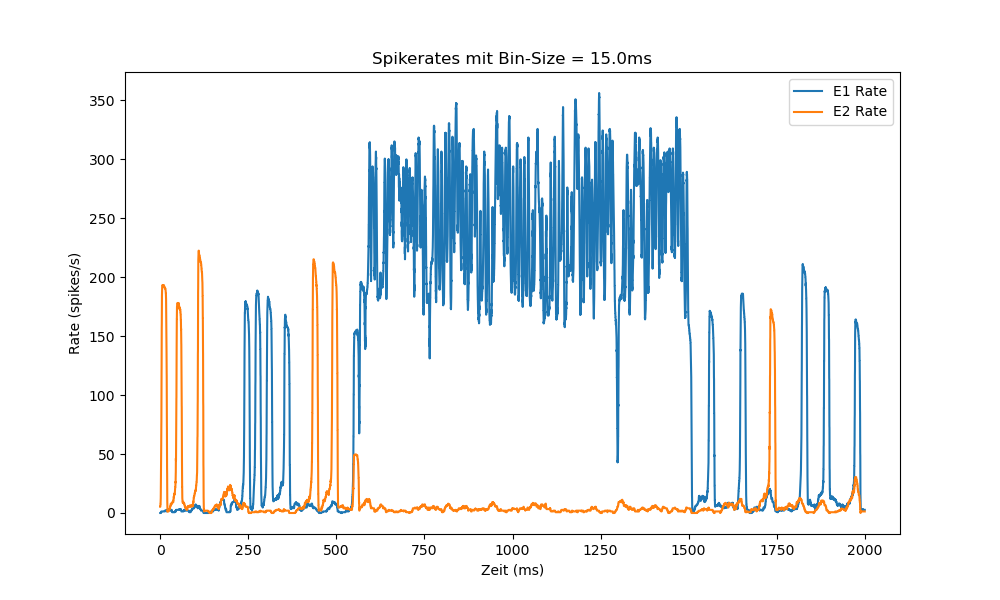 Spikerates mit Bin-Size = 15.0ms
E1 Rate
E2 Rate
Rate (spikes/s)
350
300
250
200
150
100
50
0
0 250 500 750 1000 1250 1500 1750 2000
Zeit (ms)